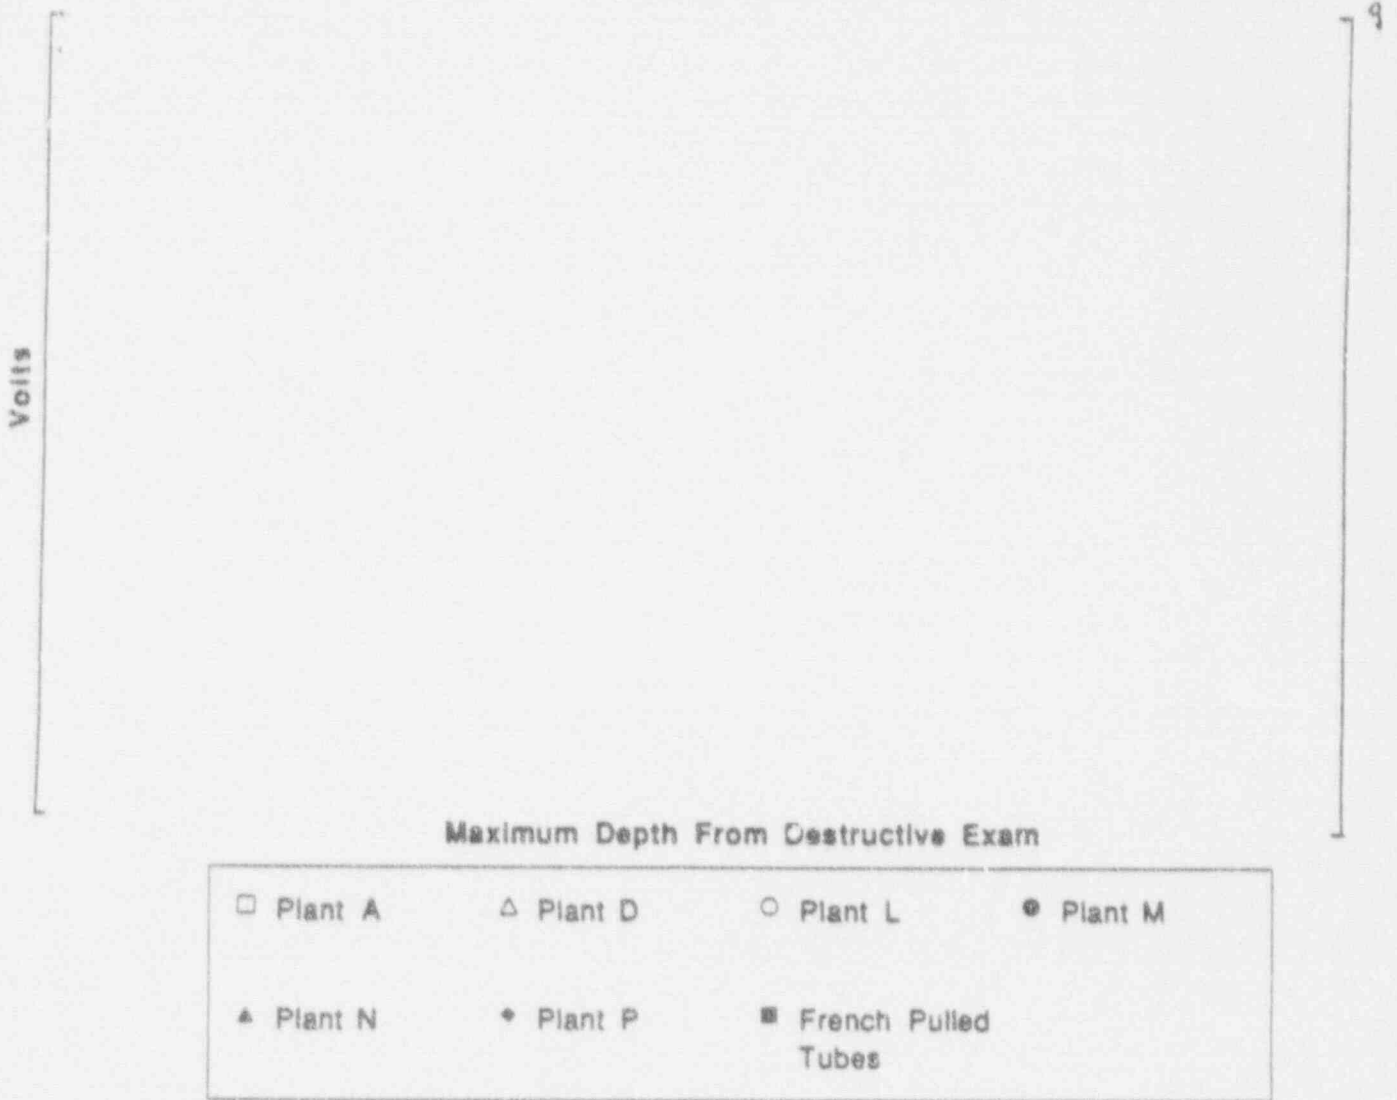 g
Volts
Maximum Depth From Destructive Exam
Plant A
Plant D
Plant L
Plant M
Plant N
Plant P
French Pulled
Tubes